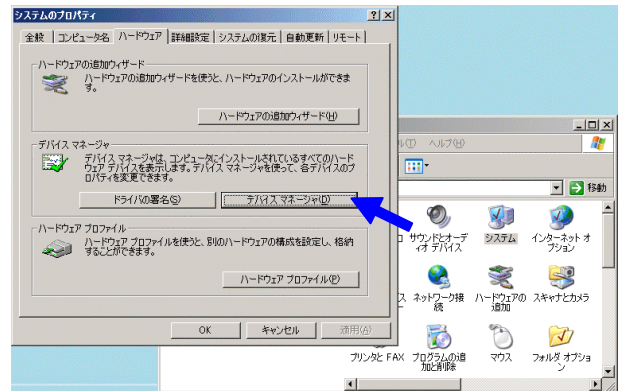 システムのプロパティ
全般 コンピュータ名 ハードウェア 詳細設定 システムの復元 自動更新 リモート
ハードウェアの追加ウィザード
ハードウェアの追加ウィザードを使うと、ハードウェアのインストールができま
す。
ハードウェアの追加ウィザード(H)
デバイス マネージャ
デバイス マネージャは、コンピュータにインストールされているすべてのハード
ウェア デバイスを表示します。デバイス マネージャを使って、各デバイスのプ
ロパティを変更できます。
ドライバの署名(S)
デバイス マネージャ(D)
ハードウェア プロファイル
ハードウェア プロファイルを使うと、別のハードウェアの構成を設定し、格納
することができます。
ハードウェア プロファイル(P)
OK
キャンセル
適用(A)
ヘルプ(H)
移動
サウンドとオーデ
ィオ デバイス
システム
インターネット オ
プション
ネットワーク接
続
ハードウェアの
追加
スキャナとカメラ
プリンタと FAX
プログラムの追
加と削除
マウス
フォルダ オプショ
ン